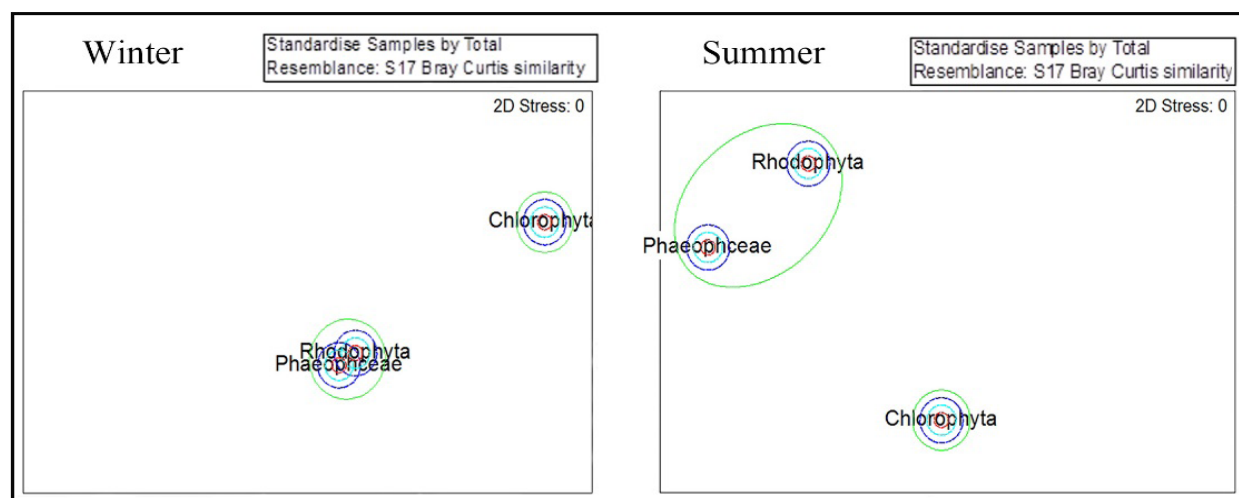 Winter
Standardise Samples by Total
Resemblance: S17 Bray Curtis similarity
2D Stress: 0
Chlorophyta
Rhodophyta
Phaeophceae
Summer
Standardise Samples by Total
Resemblance: S17 Bray Curtis similarity
2D Stress: 0
Rhodophyta
Phaeophceae
Chlorophyta